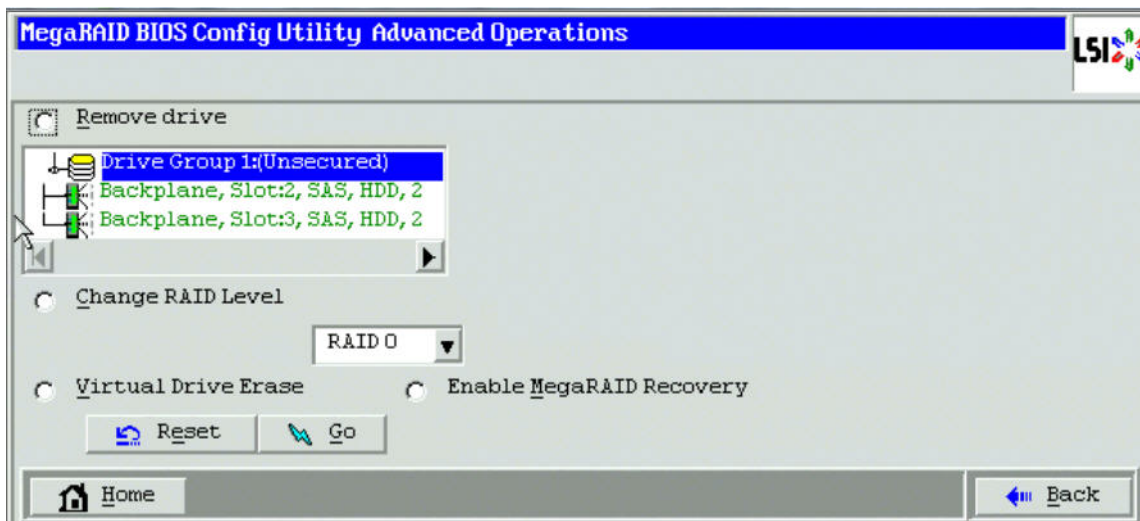 MegaRAID BIOS Config Utility Advanced Operations
LSI
Remove drive
Drive Group 1:(Unsecured)
Backplane, Slot:2, SAS, HDD, 2
Backplane, Slot:3, SAS, HDD, 2
Change RAID Level
RAID 0
Virtual Drive Erase
Enable MegaRAID Recovery
Reset
Go
Home
Back